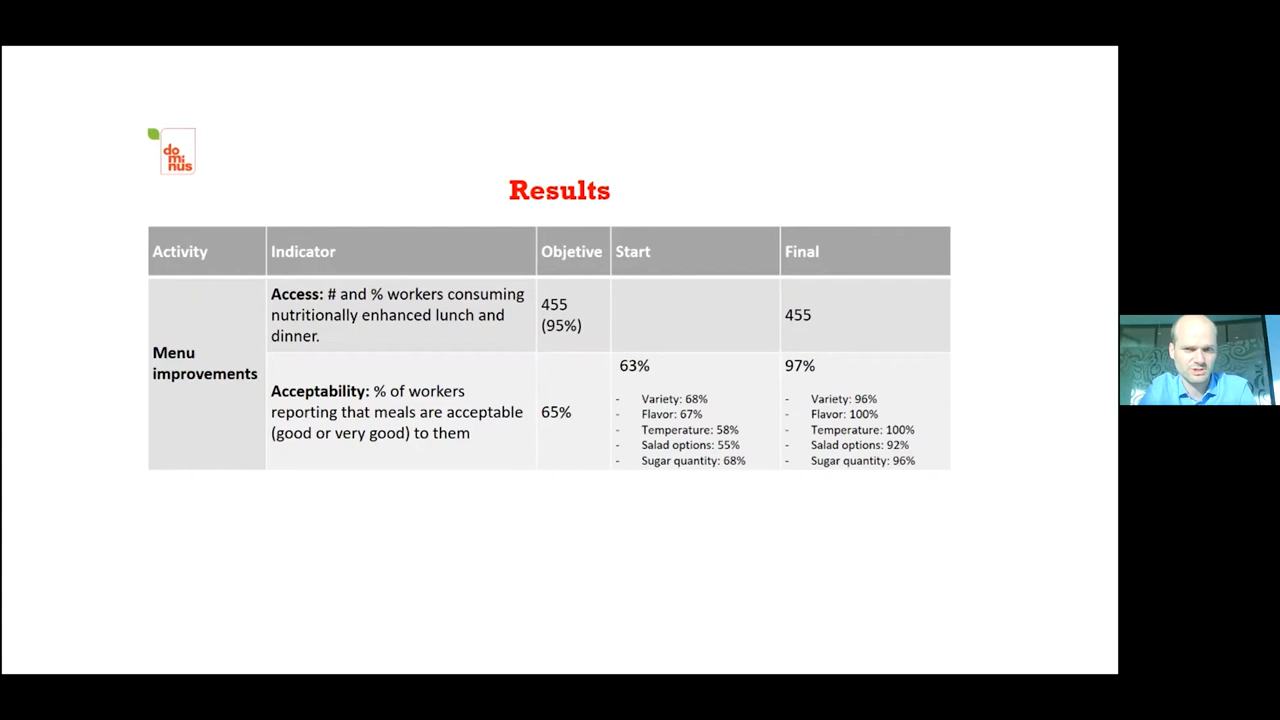 do
mi
nus
Results
Activity
Indicator
Objetive
Start
Final
Menu
improvements
Access: # and % workers consuming
nutritionally enhanced lunch and
dinner.
455
(95%)
455
Acceptability: % of workers
reporting that meals are acceptable
(good or very good) to them
65%
63%
- Variety: 68%
- Flavor: 67%
- Temperature: 58%
- Salad options: 55%
- Sugar quantity: 68%
97%
- Variety: 96%
- Flavor: 100%
- Temperature: 100%
- Salad options: 92%
- Sugar quantity: 96%